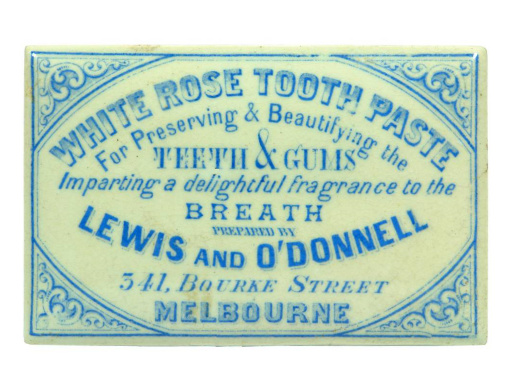 WHITE ROSE TOOTH PASTE
For Preserving & Beautifying the
TEETH & GUMS
Imparting a delightful fragrance to the
BREATH
PREPARED BY
LEWIS AND O'DONNELL
341, BOURKE STREET
MELBOURNE